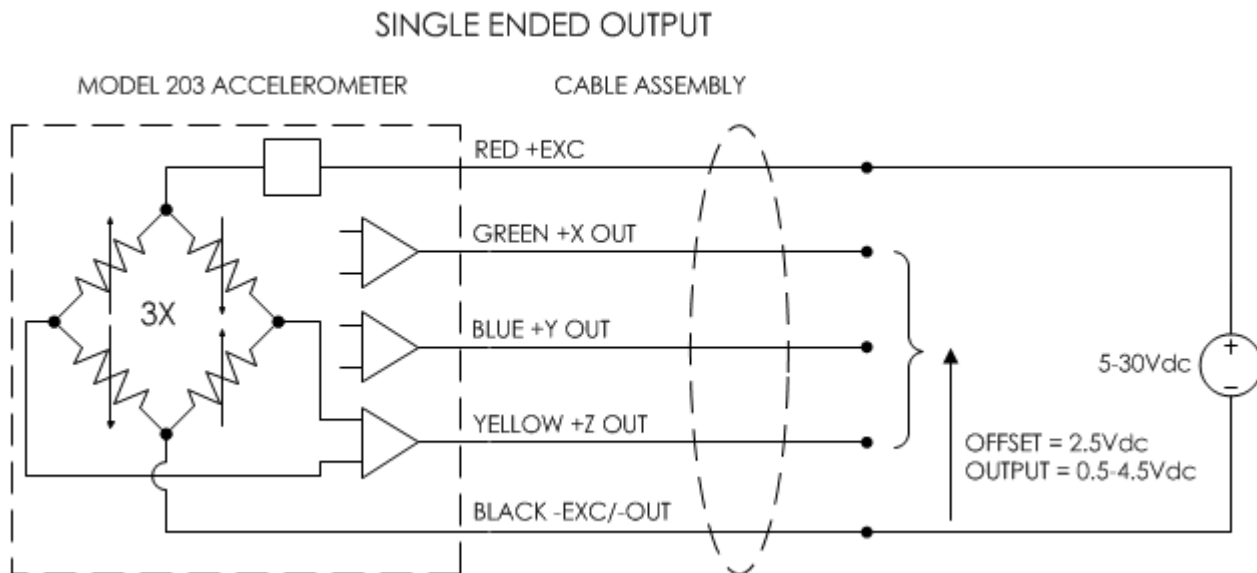 SINGLE ENDED OUTPUT
MODEL 203 ACCELEROMETER
CABLE ASSEMBLY
RED +EXC
GREEN +X OUT
3X
BLUE +Y OUT
+
5-30Vdc
−
YELLOW +Z OUT
OFFSET = 2.5Vdc
OUTPUT = 0.5-4.5Vdc
BLACK -EXC/-OUT